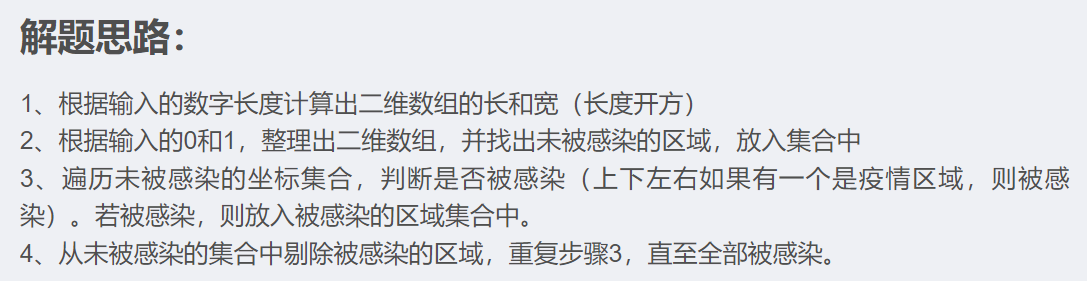 解题思路：
1、根据输入的数字长度计算出二维数组的长和宽（长度开方）
2、根据输入的0和1，整理出二维数组，并找出未被感染的区域，放入集合中
3、遍历未被感染的坐标集合，判断是否被感染（上下左右如果有一个是疫情区域，则被感
染）。若被感染，则放入被感染的区域集合中。
4、从未被感染的集合中剔除被感染的区域，重复步骤3，直至全部被感染。